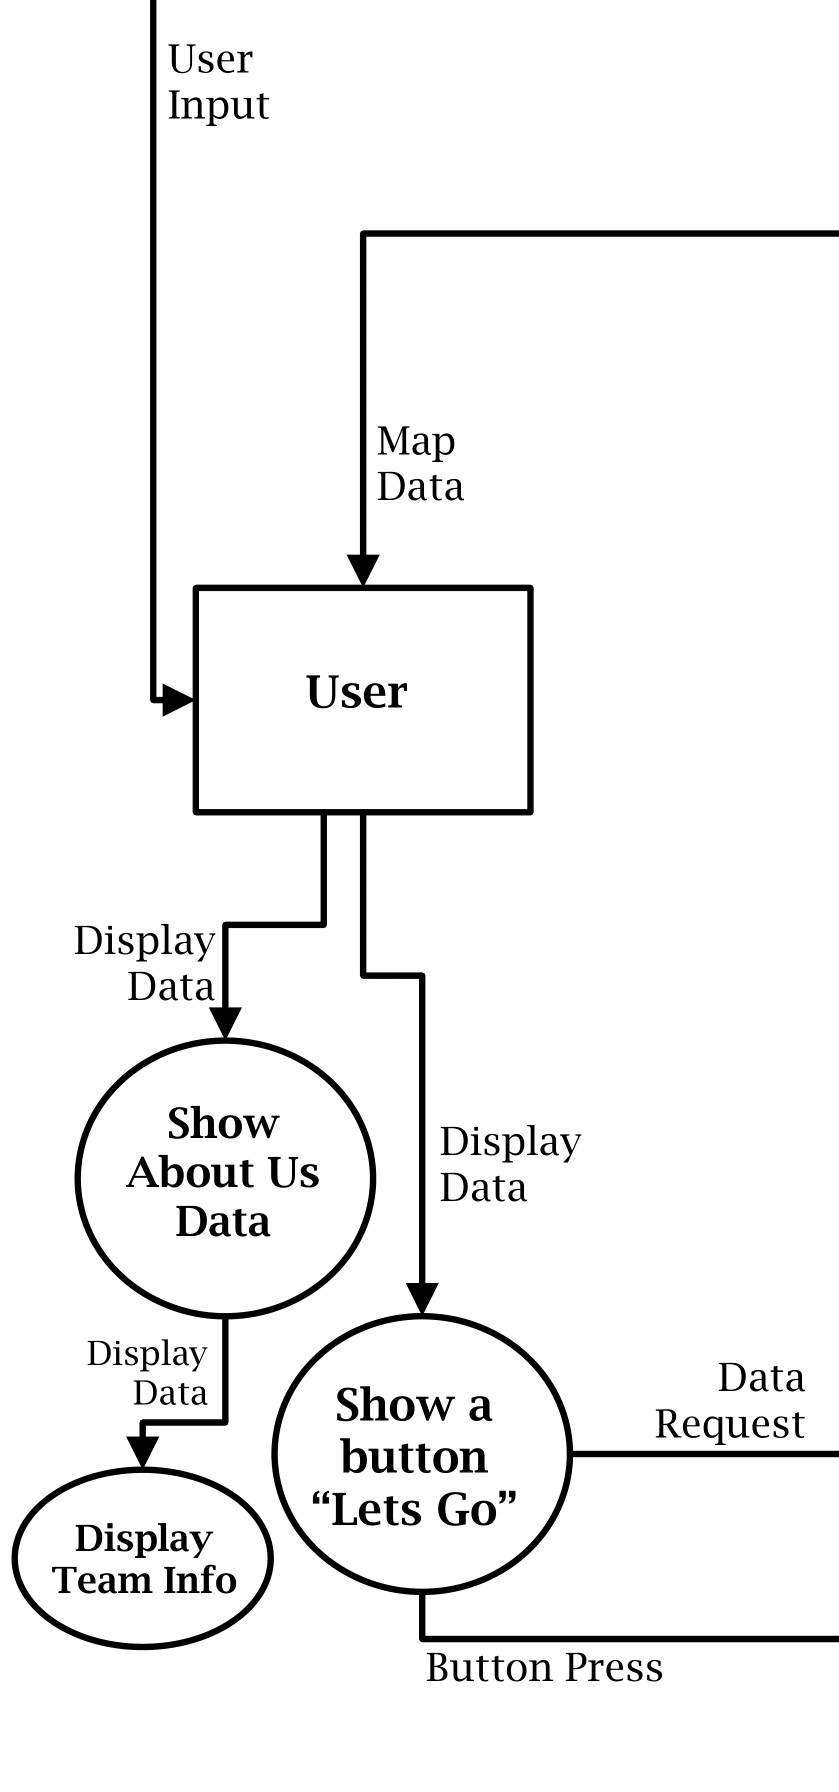 User
Input
Map
Data
User
Display
Data
Show
About Us
Data
Display
Data
Display
Data
Show a
button
“Lets Go”
Data
Request
Display
Team Info
Button Press